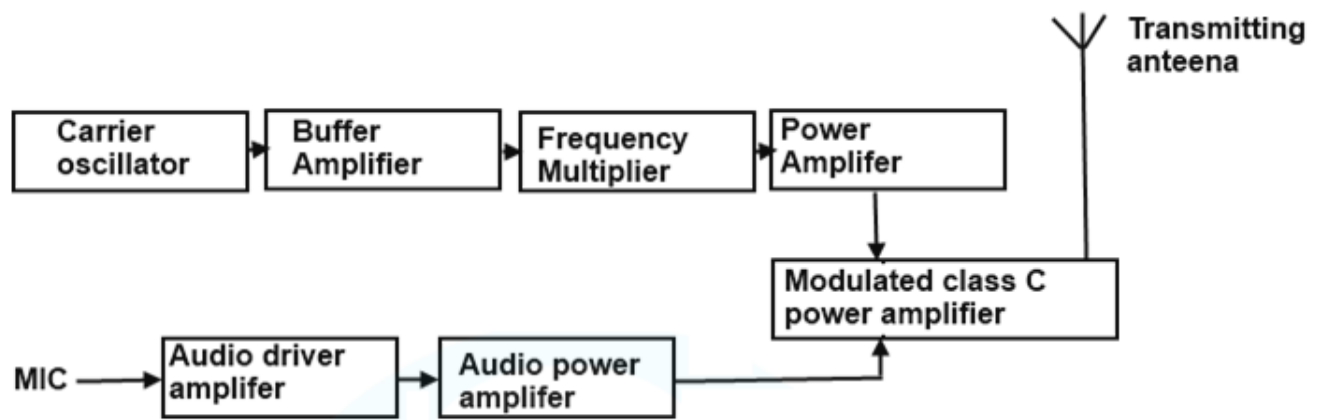 Transmitting
anteena
Carrier
oscillator
Buffer
Amplifier
Frequency
Multiplier
Power
Amplifer
Modulated class C
power amplifier
MIC
Audio driver
amplifer
Audio power
amplifer